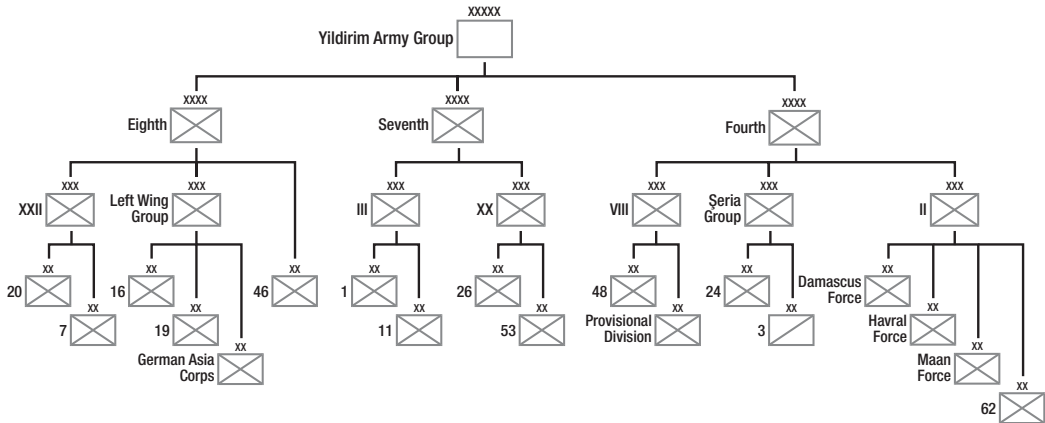 XXXXX
Yildirim Army Group
XXXX
Eighth
XXXX
Seventh
XXXX
Fourth
XXX
XXII
XXX
Left Wing
Group
XXX
III
XXX
XX
XXX
VIII
XXX
Şeria
Group
XXX
II
XX
20
XX
7
XX
16
XX
19
XX
German Asia
Corps
XX
46
XX
1
XX
11
XX
26
XX
53
XX
48
XX
Provisional
Division
XX
24
XX
3
XX
Damascus
Force
XX
Havral
Force
XX
Maan
Force
XX
62